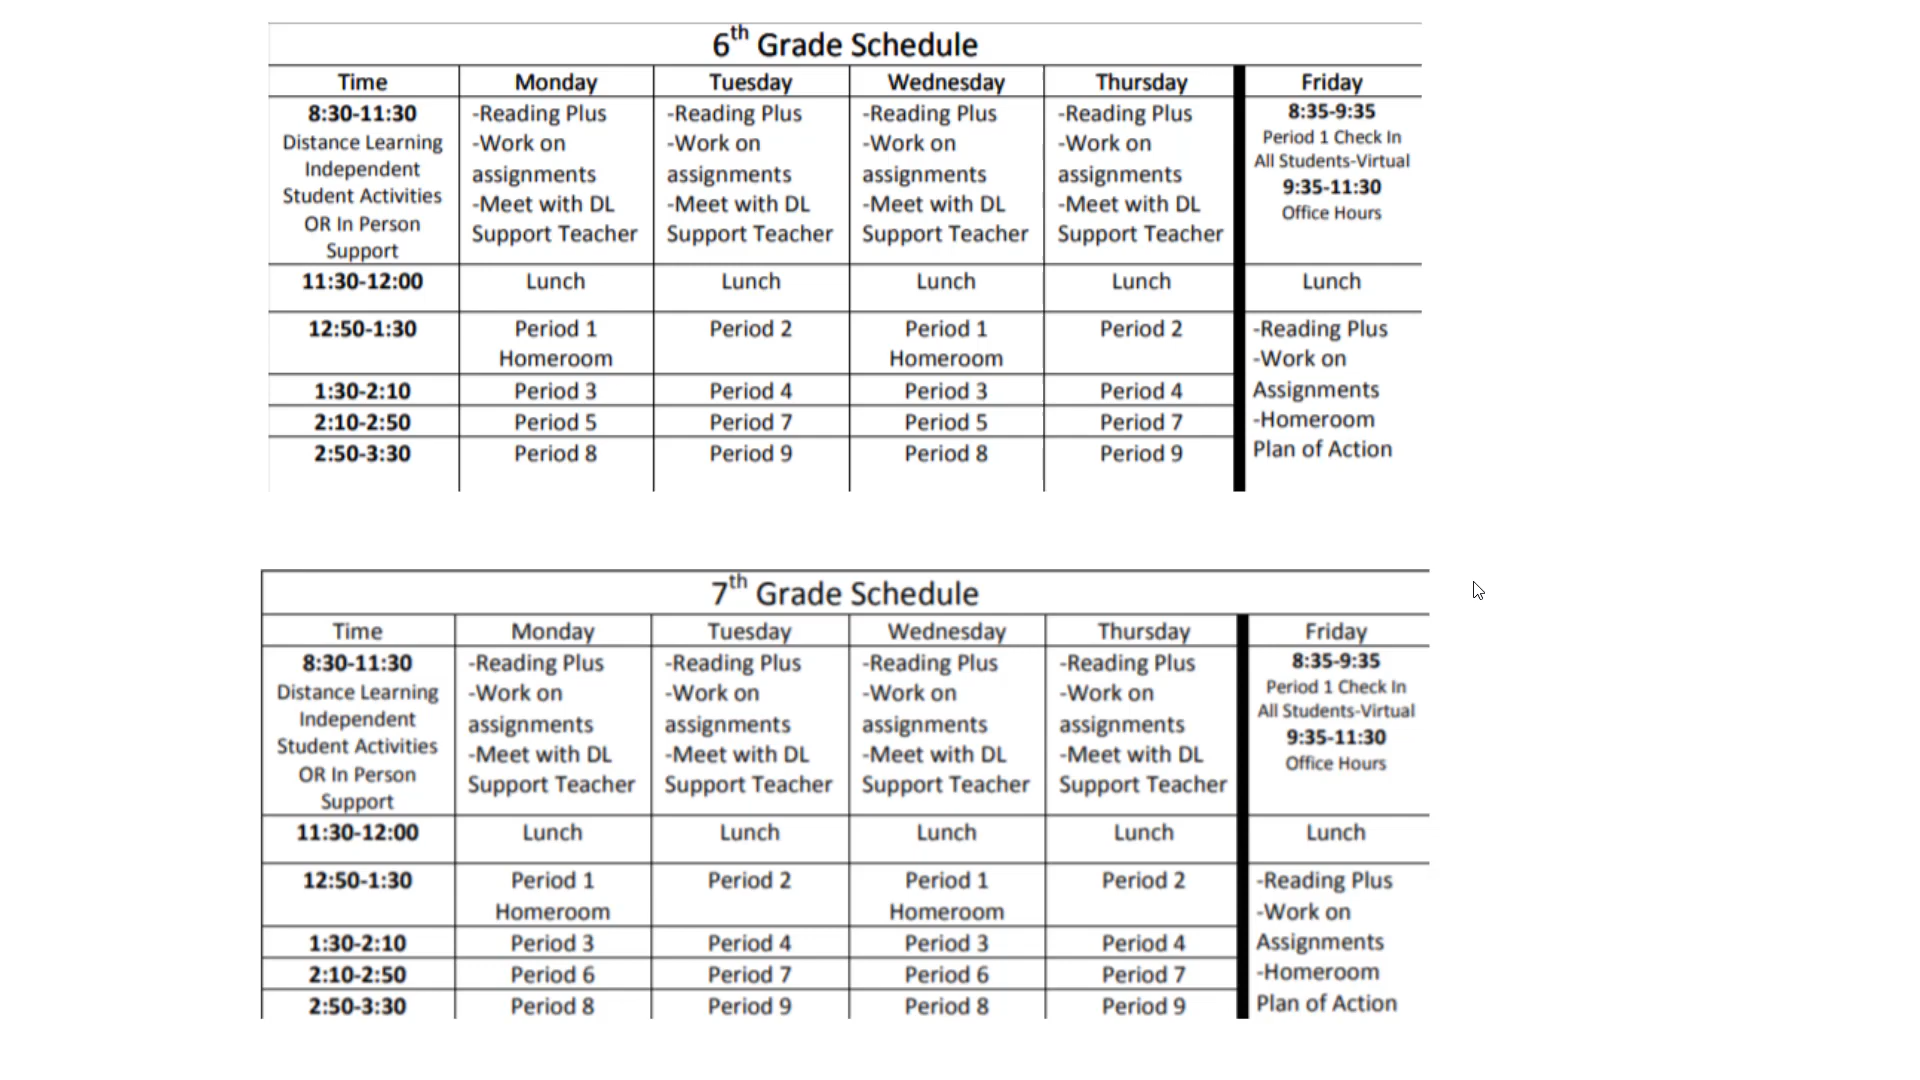 6th Grade Schedule
Time Monday Tuesday Wednesday Thursday Friday
8:30-11:30 -Reading Plus -Reading Plus -Reading Plus -Reading Plus 8:35-9:35
Distance Learning -Work on -Work on -Work on -Work on Period 1 Check In
Independent assignments assignments assignments assignments All Students-Virtual
Student Activities -Meet with DL -Meet with DL -Meet with DL -Meet with DL 9:35-11:30
OR In Person Support Teacher Support Teacher Support Teacher Support Teacher Office Hours
Support
11:30-12:00 Lunch Lunch Lunch Lunch Lunch
12:50-1:30 Period 1 Period 2 Period 1 Period 2 -Reading Plus
Homeroom Homeroom -Work on
1:30-2:10 Period 3 Period 4 Period 3 Period 4 Assignments
2:10-2:50 Period 5 Period 7 Period 5 Period 7 -Homeroom
2:50-3:30 Period 8 Period 9 Period 8 Period 9 Plan of Action
7th Grade Schedule
Time Monday Tuesday Wednesday Thursday Friday
8:30-11:30 -Reading Plus -Reading Plus -Reading Plus -Reading Plus 8:35-9:35
Distance Learning -Work on -Work on -Work on -Work on Period 1 Check In
Independent assignments assignments assignments assignments All Students-Virtual
Student Activities -Meet with DL -Meet with DL -Meet with DL -Meet with DL 9:35-11:30
OR In Person Support Teacher Support Teacher Support Teacher Support Teacher Office Hours
Support
11:30-12:00 Lunch Lunch Lunch Lunch Lunch
12:50-1:30 Period 1 Period 2 Period 1 Period 2 -Reading Plus
Homeroom Homeroom -Work on
1:30-2:10 Period 3 Period 4 Period 3 Period 4 Assignments
2:10-2:50 Period 6 Period 7 Period 6 Period 7 -Homeroom
2:50-3:30 Period 8 Period 9 Period 8 Period 9 Plan of Action